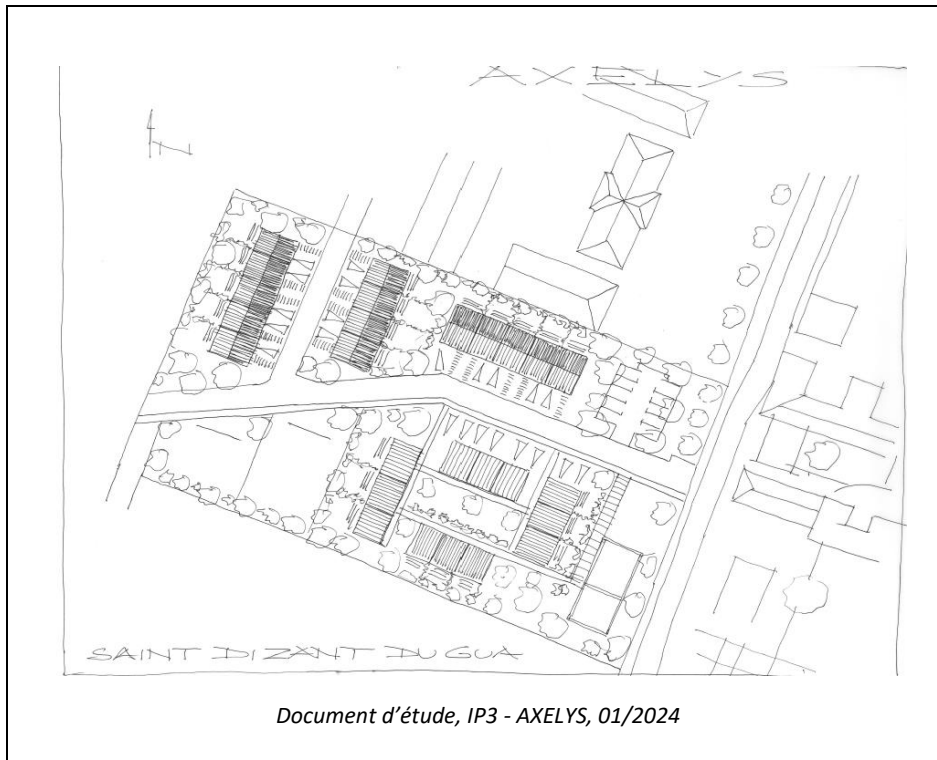 AXELYS
N
SAINT DIZANT DU GUA
Document d’étude, IP3 - AXELYS, 01/2024